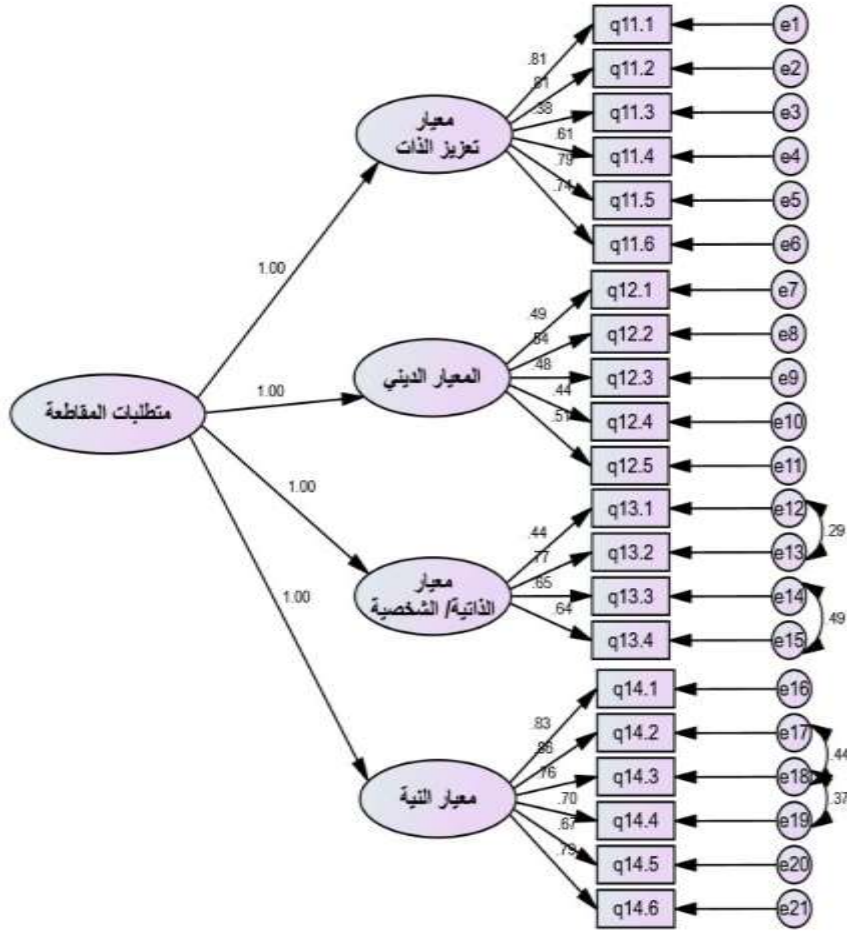 q11.1
e1
.81
q11.2
e2
.81
q11.3
e3
.38
معيار
تعزيز الذات
q11.4
e4
.61
q11.5
e5
.79
q11.6
e6
.74
1.00
q12.1
e7
.49
q12.2
e8
q12.3
e9
.48
المعيار الديني
1.00
q12.4
e10
.44
q12.5
e11
.51
متطلبات المقاطعة
1.00
q13.1
e12
.29
.44
q13.2
e13
.77
معيار
الذاتية/ الشخصية
q13.3
e14
.65
.49
q13.4
e15
.64
1.00
q14.1
e16
.83
q14.2
e17
.44
q14.3
e18
.76
.37
معيار النية
q14.4
e19
.70
q14.5
e20
.67
q14.6
e21
.79